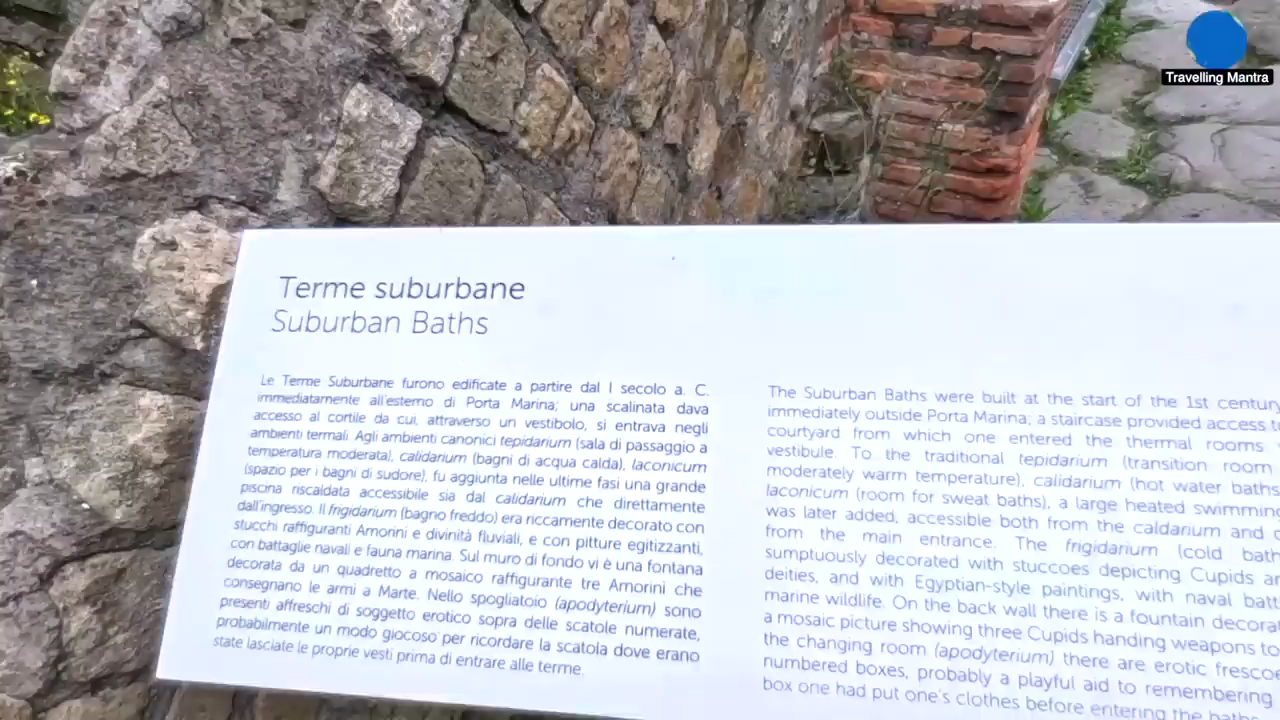 Travelling Mantra
Terme suburbane
Suburban Baths
Le Terme Suburbane furono edificate a partire dal I secolo a. C.
immediatamente all'esterno di Porta Marina; una scalinata dava
accesso al cortile da cui, attraverso un vestibolo, si entrava negli
ambienti termali. Agli ambienti canonici tepidarium (sala di passaggio a
temperatura moderata), calidarium (bagni di acqua calda), laconicum
(spazio per i bagni di sudore), fu aggiunta nelle ultime fasi una grande
piscina riscaldata accessibile sia dal calidarium che direttamente
dall'ingresso. Il frigidarium (bagno freddo) era riccamente decorato con
stucchi raffiguranti Amorini e divinità fluviali, e con pitture egitizzanti,
con battaglie navali e fauna marina. Sul muro di fondo vi è una fontana
decorata da un quadretto a mosaico raffigurante tre Amorini che
consegnano le armi a Marte. Nello spogliatoio (apodyterium) sono
presenti affreschi di soggetto erotico sopra delle scatole numerate,
probabilmente un modo giocoso per ricordare la scatola dove erano
state lasciate le proprie vesti prima di entrare alle terme.
The Suburban Baths were built at the start of the 1st
immediately outside Porta Marina; a staircase provided access
courtyard from which one entered the thermal rooms
vestibule. To the traditional tepidarium (transition room
moderately warm temperature), calidarium (hot water baths
laconicum (room for sweat baths), a large heated
was later added, accessible both from the caldarium and
from the main entrance. The frigidarium (cold
sumptuously decorated with stuccoes depicting Cupids
deities, and with Egyptian-style paintings, with naval
marine wildlife. On the back wall there is a fountain
a mosaic picture showing three Cupids handing weapons
the changing room (apodyterium) there are erotic
numbered boxes, probably a playful aid to remembering
box one had put one's clothes before entering the